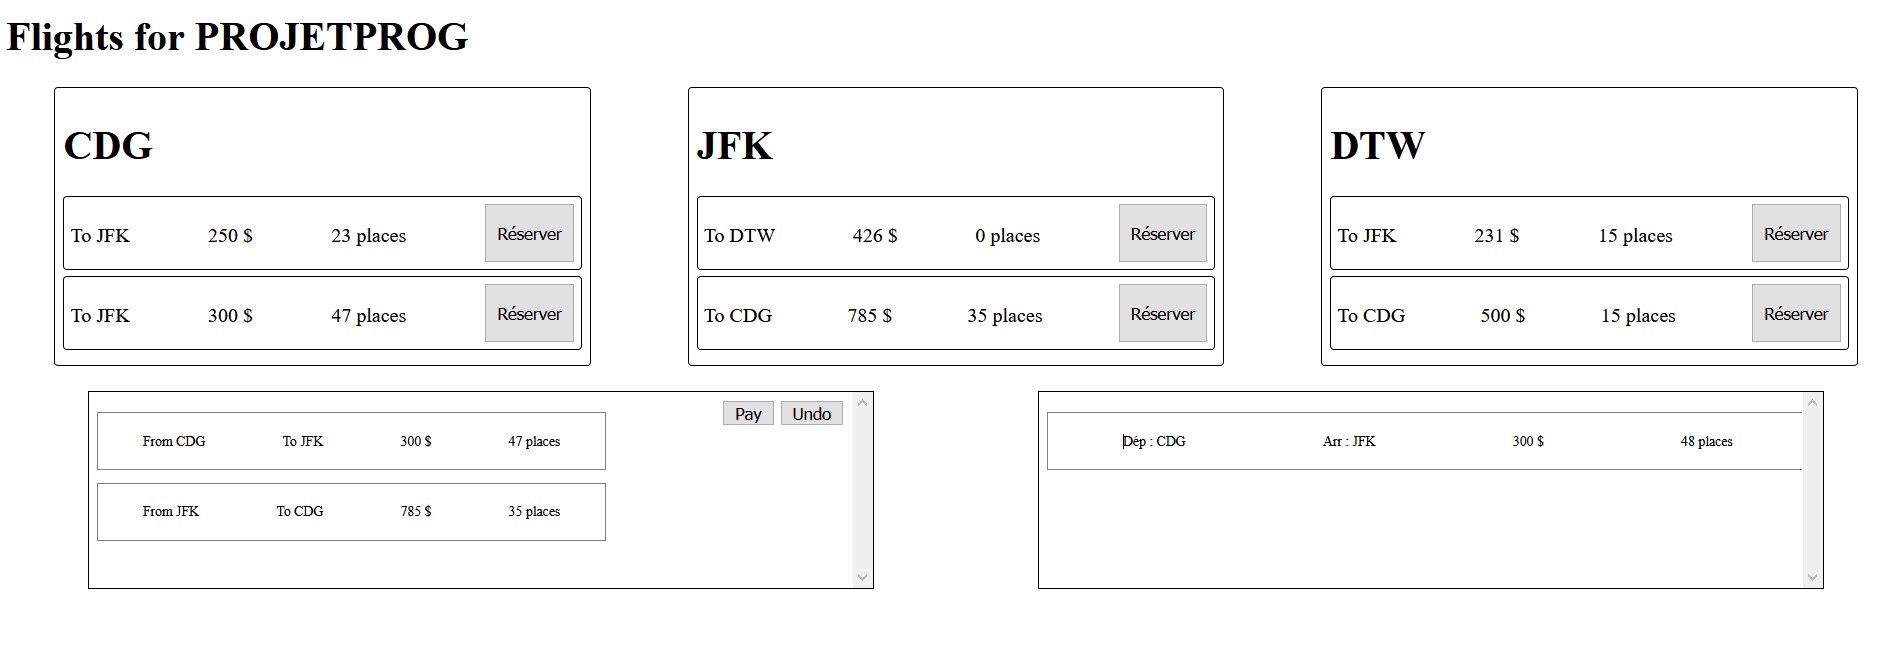 Flights for PROJETPROG
CDG
To JFK 250 $ 23 places Réserver
To JFK 300 $ 47 places Réserver
JFK
To DTW 426 $ 0 places Réserver
To CDG 785 $ 35 places Réserver
DTW
To JFK 231 $ 15 places Réserver
To CDG 500 $ 15 places Réserver
Pay Undo
From CDG To JFK 300 $ 47 places
From JFK To CDG 785 $ 35 places
Dép : CDG Arr : JFK 300 $ 48 places